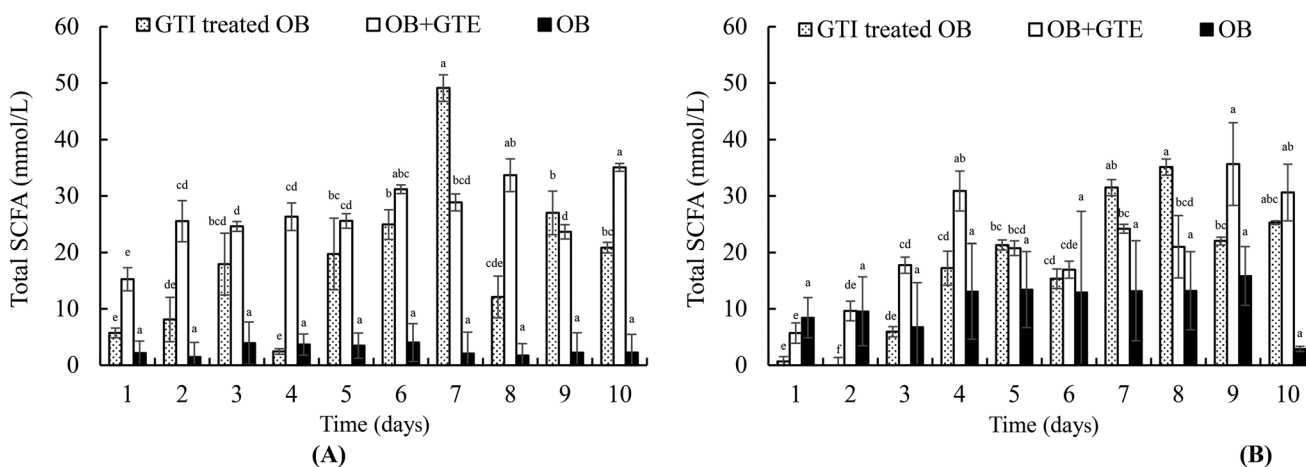 60
50
40
30
20
10
0
Total SCFA (mmol/L)
GTI treated OB OB+GTE OB
e e a
cde cd a
bcd d a
e cd a
bc cd a
b abc a
a bcd a
cde ab a
b d a
bc a a
1 2 3 4 5 6 7 8 9 10
Time (days)
(A)
60
50
40
30
20
10
0
Total SCFA (mmol/L)
GTI treated OB OB+GTE OB
e e a
f de a
de cd a
cd ab a
bc bcd a
cd cde a
ab bc a
a bcd a
bc a a
abc ab a
1 2 3 4 5 6 7 8 9 10
Time (days)
(B)